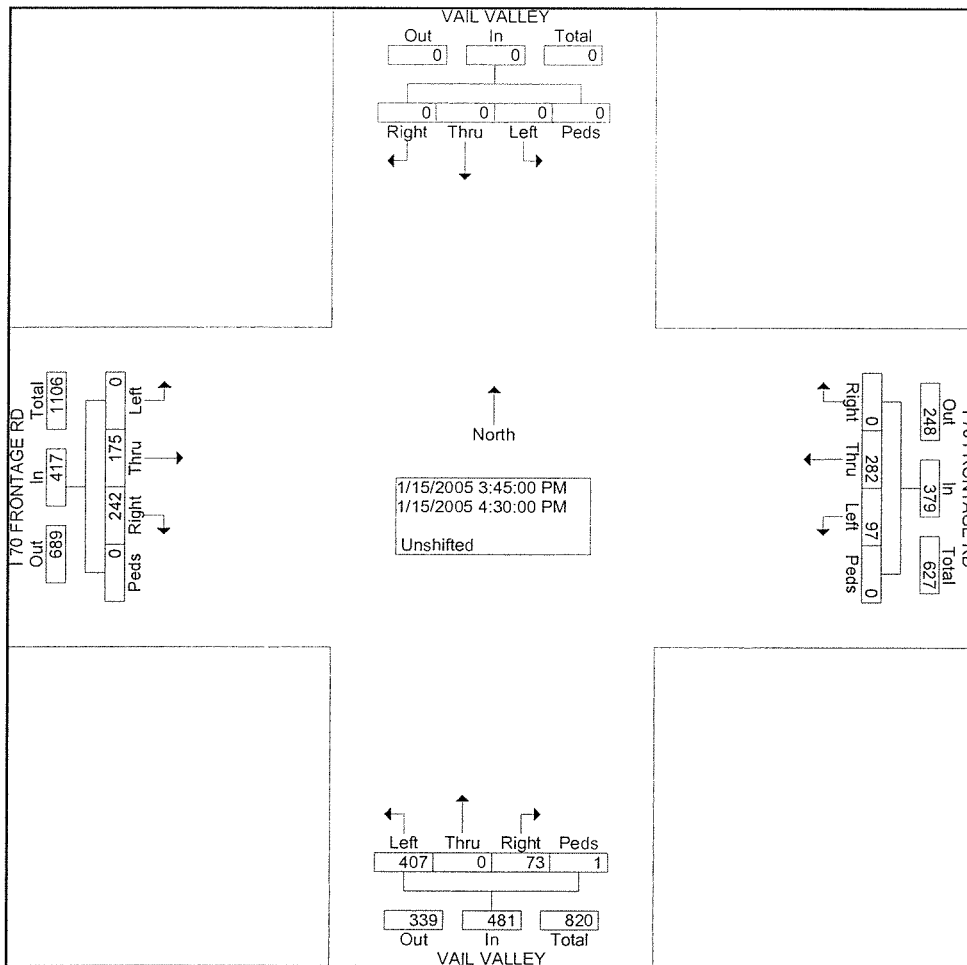 VAIL VALLEY
Out In Total
0 0 0
0 0 0 0
Right Thru Left Peds
I 70 FRONTAGE RD
Total In Out
1106 417 689
0 175 242 0
Left Thru Right Peds
North
1/15/2005 3:45:00 PM
1/15/2005 4:30:00 PM
Unshifted
Right Thru Left Peds
0 282 97 0
248 379 627
Out In Total
I 70 FRONTAGE RD
Left Thru Right Peds
407 0 73 1
339 481 820
Out In Total
VAIL VALLEY